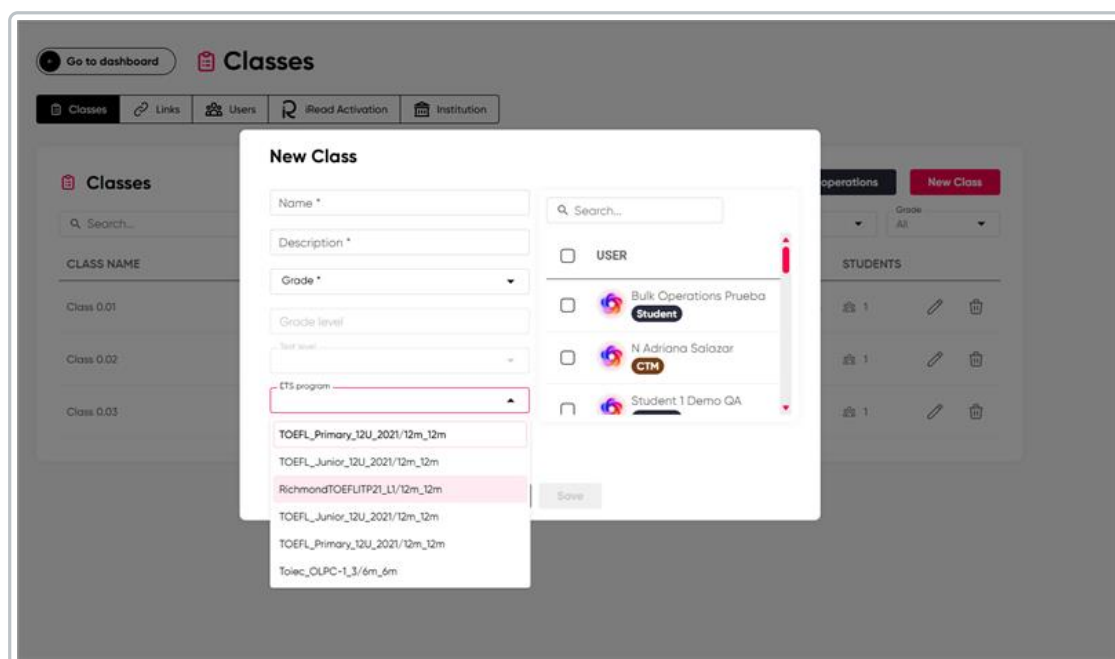 Go to dashboard
Classes
Classes
Links
Users
iRead Activation
Institution
Classes
operations
New Class
Search...
Grade
All
CLASS NAME
STUDENTS
Class 0.01
1
Class 0.02
1
Class 0.03
1
New Class
Name *
Description *
Grade *
Grade level
Test level
ETS program
TOEFL_Primary_12U_2021/12m_12m
TOEFL_Junior_12U_2021/12m_12m
RichmondTOEFLITP21_L1/12m_12m
TOEFL_Junior_12U_2021/12m_12m
TOEFL_Primary_12U_2021/12m_12m
Toiec_OLPC-1_3/6m_6m
Search...
USER
Bulk Operations Prueba
Student
N Adriana Salazar
CTM
Student 1 Demo QA
Save